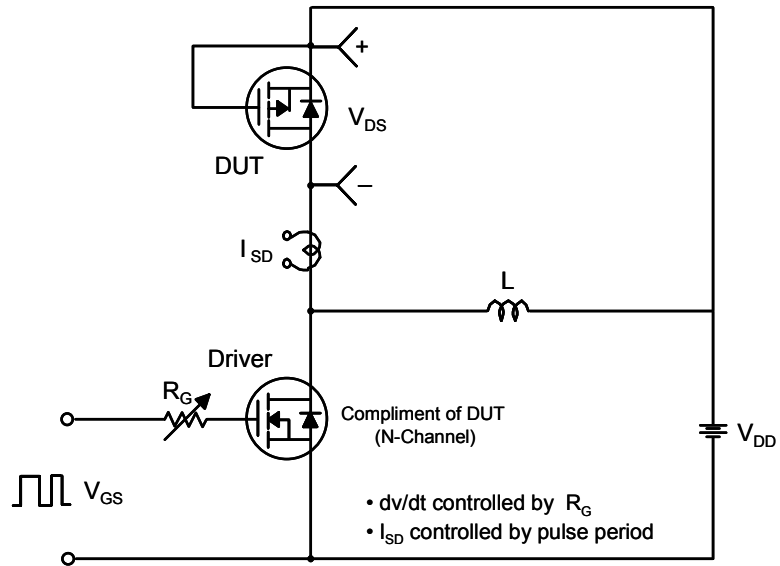 +
V_DS
DUT
–
I_SD
L
Driver
R_G
Compliment of DUT
(N-Channel)
V_DD
V_GS
• dv/dt controlled by R_G
• I_SD controlled by pulse period